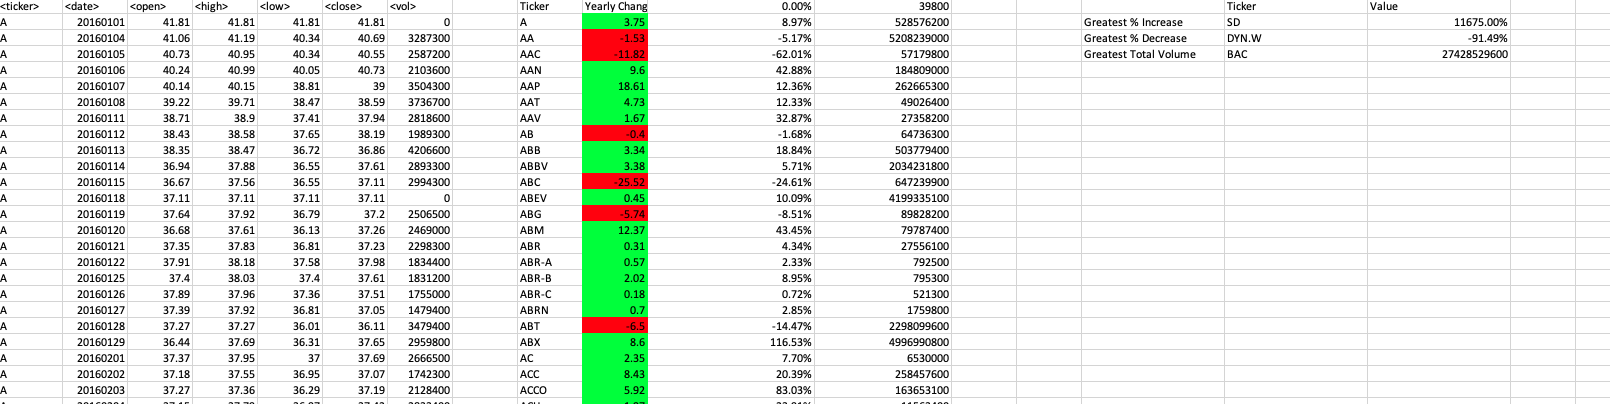 <ticker> <date> <open> <high> <low> <close> <vol> Ticker Yearly Chang 0.00% 39800 Ticker Value
A 20160101 41.81 41.81 41.81 41.81 0 A 3.75 8.97% 528576200 Greatest % Increase SD 11675.00%
A 20160104 41.06 41.19 40.34 40.69 3287300 AA -1.53 -5.17% 5208239000 Greatest % Decrease DYN.W -91.49%
A 20160105 40.73 40.95 40.34 40.55 2587200 AAC -11.82 -62.01% 57179800 Greatest Total Volume BAC 27428529600
A 20160106 40.24 40.99 40.05 40.73 2103600 AAN 9.6 42.88% 184809000
A 20160107 40.14 40.15 38.81 39 3504300 AAP 18.61 12.36% 262665300
A 20160108 39.22 39.71 38.47 38.59 3736700 AAT 4.73 12.33% 49026400
A 20160111 38.71 38.9 37.41 37.94 2818600 AAV 1.67 32.87% 27358200
A 20160112 38.43 38.58 37.65 38.19 1989300 AB -0.4 -1.68% 64736300
A 20160113 38.35 38.47 36.72 36.86 4206600 ABB 3.34 18.84% 503779400
A 20160114 36.94 37.88 36.55 37.61 2893300 ABBV 3.38 5.71% 2034231800
A 20160115 36.67 37.56 36.55 37.11 2994300 ABC -25.52 -24.61% 647239900
A 20160118 37.11 37.11 37.11 37.11 0 ABEV 0.45 10.09% 4199335100
A 20160119 37.64 37.92 36.79 37.2 2506500 ABG -5.74 -8.51% 89828200
A 20160120 36.68 37.61 36.13 37.26 2469000 ABM 12.37 43.45% 79787400
A 20160121 37.35 37.83 36.81 37.23 2298300 ABR 0.31 4.34% 27556100
A 20160122 37.91 38.18 37.58 37.98 1834400 ABR-A 0.57 2.33% 792500
A 20160125 37.4 38.03 37.4 37.61 1831200 ABR-B 2.02 8.95% 795300
A 20160126 37.89 37.96 37.36 37.51 1755000 ABR-C 0.18 0.72% 521300
A 20160127 37.39 37.92 36.81 37.05 1479400 ABRN 0.7 2.85% 1759800
A 20160128 37.27 37.27 36.01 36.11 3479400 ABT -6.5 -14.47% 2298099600
A 20160129 36.44 37.69 36.31 37.65 2959800 ABX 8.6 116.53% 4996990800
A 20160201 37.37 37.95 37 37.69 2666500 AC 2.35 7.70% 6530000
A 20160202 37.18 37.55 36.95 37.07 1742300 ACC 8.43 20.39% 258457600
A 20160203 37.27 37.36 36.29 37.19 2128400 ACCO 5.92 83.03% 163653100